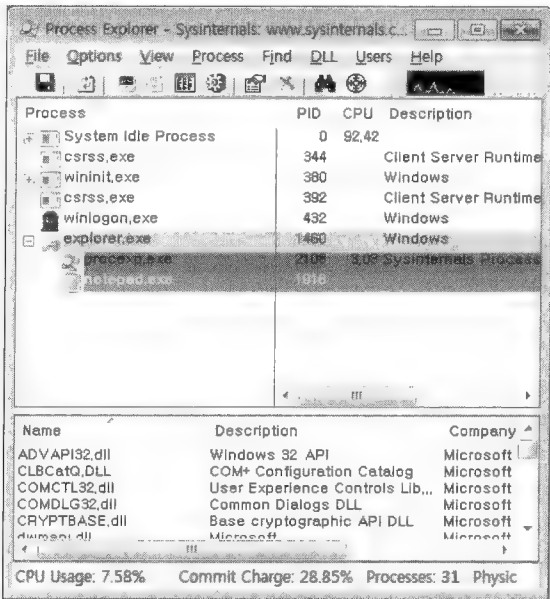 Process Explorer - Sysinternals: www.sysinternals.c...
File Options View Process Find DLL Users Help
Process PID CPU Description
System Idle Process 0 92,42
csrss,exe 344 Client Server Runtime
wininit,exe 380 Windows
csrss,exe 392 Client Server Runtime
winlogon,exe 432 Windows
explorer,exe 1460 Windows
procexp,exe 2108 3,03 Sysinternals Process
notepad,exe 1916
Name Description Company
ADVAPI32,dll Windows 32 API Microsoft
CLBCatQ,DLL COM+ Configuration Catalog Microsoft
COMCTL32,dll User Experience Controls Lib,,, Microsoft
COMDLG32,dll Common Dialogs DLL Microsoft
CRYPTBASE,dll Base cryptographic API DLL Microsoft
dwmapi,dll Microsoft Microsoft
CPU Usage: 7.58% Commit Charge: 28.85% Processes: 31 Physic